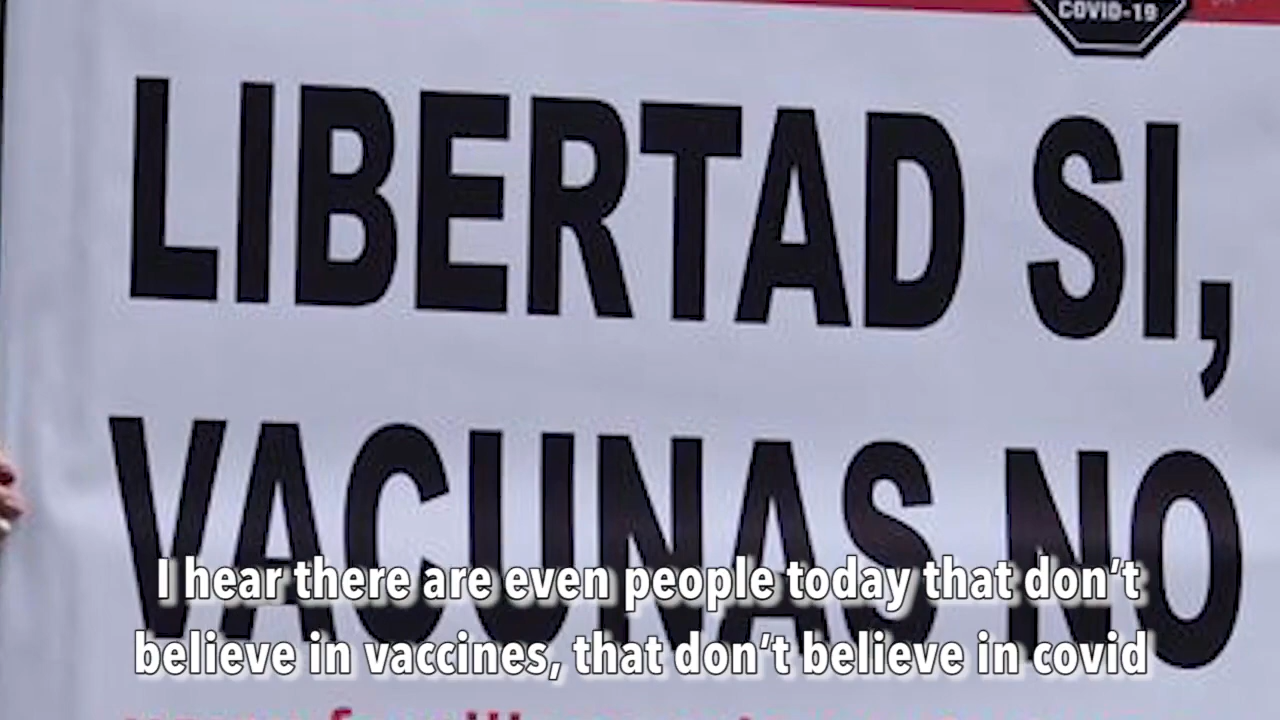 COVID-19
LIBERTAD SI,
VACUNAS NO
I hear there are even people today that don't
believe in vaccines, that don't believe in covid